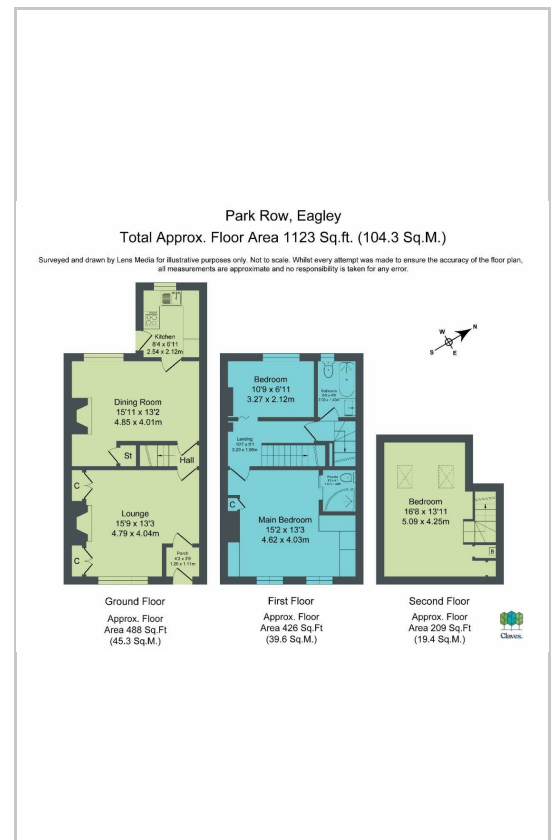 Park Row, Eagley
Total Approx. Floor Area 1123 Sq.ft. (104.3 Sq.M.)
Surveyed and drawn by Lens Media for illustrative purposes only. Not to scale. Whilst every attempt was made to ensure the accuracy of the floor plan,
all measurements are approximate and no responsibility is taken for any error.
Kitchen
8'4 x 6'11
2.54 x 2.12m
Dining Room
15'11 x 13'2
4.85 x 4.01m
St
Hall
C
Lounge
15'9 x 13'3
4.79 x 4.04m
C
Porch
Bedroom
10'9 x 6'11
3.27 x 2.12m
Bathroom
Landing
C
Main Bedroom
15'2 x 13'3
4.62 x 4.03m
Bedroom
16'8 x 13'11
5.09 x 4.25m
B
W
N
S
E
Ground Floor
Approx. Floor
Area 488 Sq.Ft
(45.3 Sq.M.)
First Floor
Approx. Floor
Area 426 Sq.Ft
(39.6 Sq.M.)
Second Floor
Approx. Floor
Area 209 Sq.Ft
(19.4 Sq.M.)
Claves.